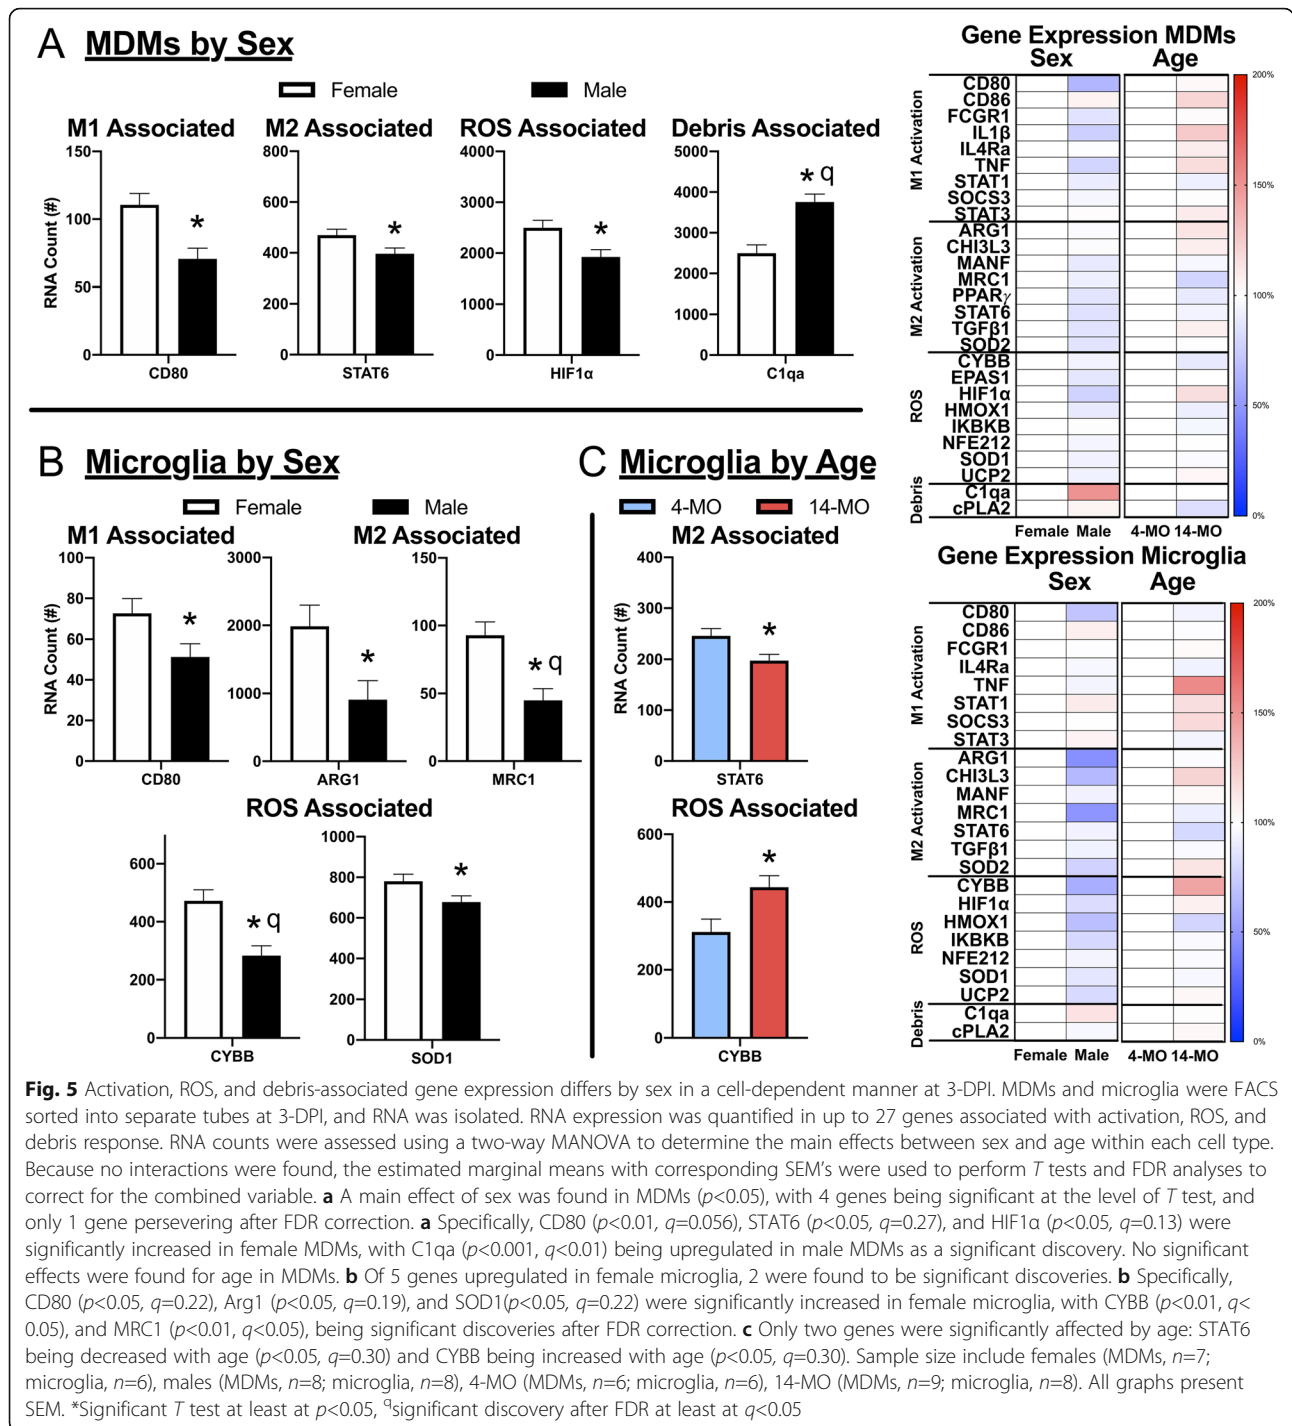 A MDMs by Sex
Female Male
M1 Associated M2 Associated ROS Associated Debris Associated
RNA Count (#)
150
100
50
0
CD80
800
600
400
200
0
STAT6
4000
3000
2000
1000
0
HIF1α
5000
4000
3000
2000
1000
0
C1qa
* * * * q
B Microglia by Sex
Female Male
M1 Associated M2 Associated
RNA Count (#)
100
80
60
40
20
0
*
CD80
3000
2000
1000
0
*
ARG1
150
100
50
0
* q
MRC1
ROS Associated
600
400
200
0
* q
CYBB
1000
800
600
400
200
0
*
SOD1
C Microglia by Age
4-MO 14-MO
M2 Associated
RNA Count (#)
400
300
200
100
0
*
STAT6
ROS Associated
600
400
200
0
*
CYBB
Gene Expression MDMs
Sex Age
M1 Activation
CD80
CD86
FCGR1
IL1β
IL4Ra
TNF
STAT1
SOCS3
STAT3
M2 Activation
ARG1
CHI3L3
MANF
MRC1
PPARγ
STAT6
TGFβ1
SOD2
ROS
CYBB
EPAS1
HIF1α
HMOX1
IKBKB
NFE212
SOD1
UCP2
Debris
C1qa
cPLA2
Female Male 4-MO 14-MO
200%
150%
100%
50%
0%
Gene Expression Microglia
Sex Age
M1 Activation
CD80
CD86
FCGR1
IL4Ra
TNF
STAT1
SOCS3
STAT3
M2 Activation
ARG1
CHI3L3
MANF
MRC1
STAT6
TGFβ1
SOD2
ROS
CYBB
HIF1α
HMOX1
IKBKB
NFE212
SOD1
UCP2
Debris
C1qa
cPLA2
Female Male 4-MO 14-MO
200%
150%
100%
50%
0%
Fig. 5 Activation, ROS, and debris-associated gene expression differs by sex in a cell-dependent manner at 3-DPI. MDMs and microglia were FACS
sorted into separate tubes at 3-DPI, and RNA was isolated. RNA expression was quantified in up to 27 genes associated with activation, ROS, and
debris response. RNA counts were assessed using a two-way MANOVA to determine the main effects between sex and age within each cell type.
Because no interactions were found, the estimated marginal means with corresponding SEM's were used to perform T tests and FDR analyses to
correct for the combined variable. a A main effect of sex was found in MDMs (p<0.05), with 4 genes being significant at the level of T test, and
only 1 gene persevering after FDR correction. a Specifically, CD80 (p<0.01, q=0.056), STAT6 (p<0.05, q=0.27), and HIF1α (p<0.05, q=0.13) were
significantly increased in female MDMs, with C1qa (p<0.001, q<0.01) being upregulated in male MDMs as a significant discovery. No significant
effects were found for age in MDMs. b Of 5 genes upregulated in female microglia, 2 were found to be significant discoveries. b Specifically,
CD80 (p<0.05, q=0.22), Arg1 (p<0.05, q=0.19), and SOD1(p<0.05, q=0.22) were significantly increased in female microglia, with CYBB (p<0.01, q<
0.05), and MRC1 (p<0.01, q<0.05), being significant discoveries after FDR correction. c Only two genes were significantly affected by age: STAT6
being decreased with age (p<0.05, q=0.30) and CYBB being increased with age (p<0.05, q=0.30). Sample size include females (MDMs, n=7;
microglia, n=6), males (MDMs, n=8; microglia, n=8), 4-MO (MDMs, n=6; microglia, n=6), 14-MO (MDMs, n=9; microglia, n=8). All graphs present
SEM. *Significant T test at least at p<0.05, qsignificant discovery after FDR at least at q<0.05